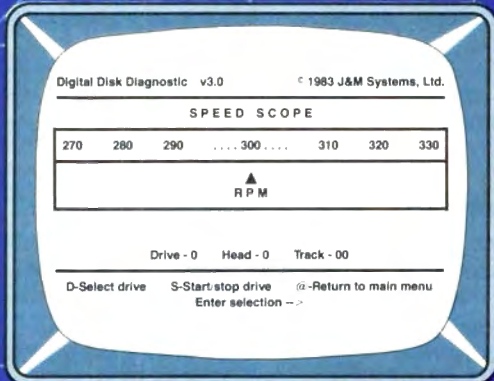 Digital Disk Diagnostic v3.0 © 1983 J&M Systems, Ltd.
SPEED SCOPE
270 280 290 ....300.... 310 320 330
▲
RPM
Drive - 0 Head - 0 Track - 00
D-Select drive S-Start/stop drive @-Return to main menu
Enter selection -->